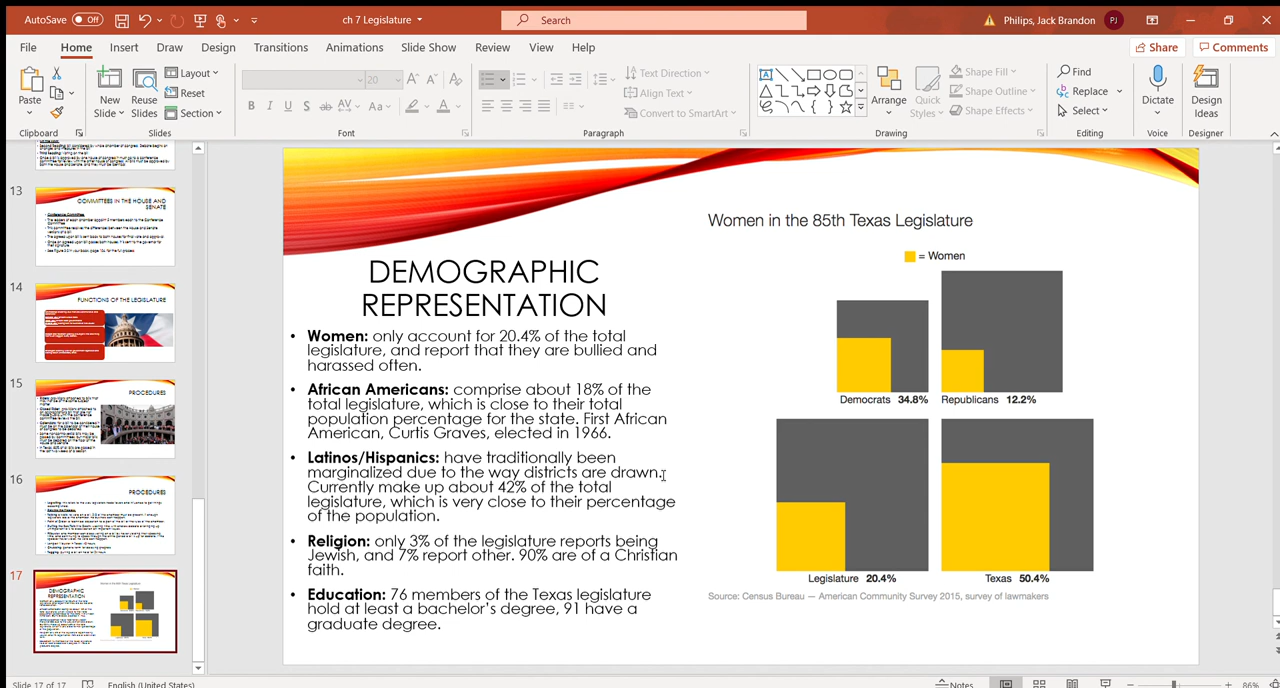 AutoSave Off
ch 7 Legislature
Search
Philips, Jack Brandon PJ
File Home Insert Draw Design Transitions Animations Slide Show Review View Help
Share Comments
Paste
New Slide
Reuse Slides
Layout
Reset
Section
20
B I U S ab AV Aa A
Text Direction
Align Text
Convert to SmartArt
Arrange
Quick Styles
Shape Fill
Shape Outline
Shape Effects
Find
Replace
Select
Dictate
Design Ideas
Clipboard Slides Font Paragraph Drawing Editing Voice Designer
13
COMMITTEES IN THE HOUSE AND SENATE
14
FUNCTIONS OF THE LEGISLATURE
15
PROCEDURES
16
PROCEDURES
17
DEMOGRAPHIC REPRESENTATION
DEMOGRAPHIC
REPRESENTATION
• Women: only account for 20.4% of the total
legislature, and report that they are bullied and
harassed often.
• African Americans: comprise about 18% of the
total legislature, which is close to their total
population percentage for the state. First African
American, Curtis Graves, elected in 1966.
• Latinos/Hispanics: have traditionally been
marginalized due to the way districts are drawn.
Currently make up about 42% of the total
legislature, which is very close to their percentage
of the population.
• Religion: only 3% of the legislature reports being
Jewish, and 7% report other, 90% are of a Christian
faith.
• Education: 76 members of the Texas legislature
hold at least a bachelors degree, 91 have a
graduate degree.
Women in the 85th Texas Legislature
= Women
Democrats 34.8%
Republicans 12.2%
Legislature 20.4%
Texas 50.4%
Source: Census Bureau — American Community Survey 2015, survey of lawmakers
Slide 17 of 17
English (United States)
Notes
86%